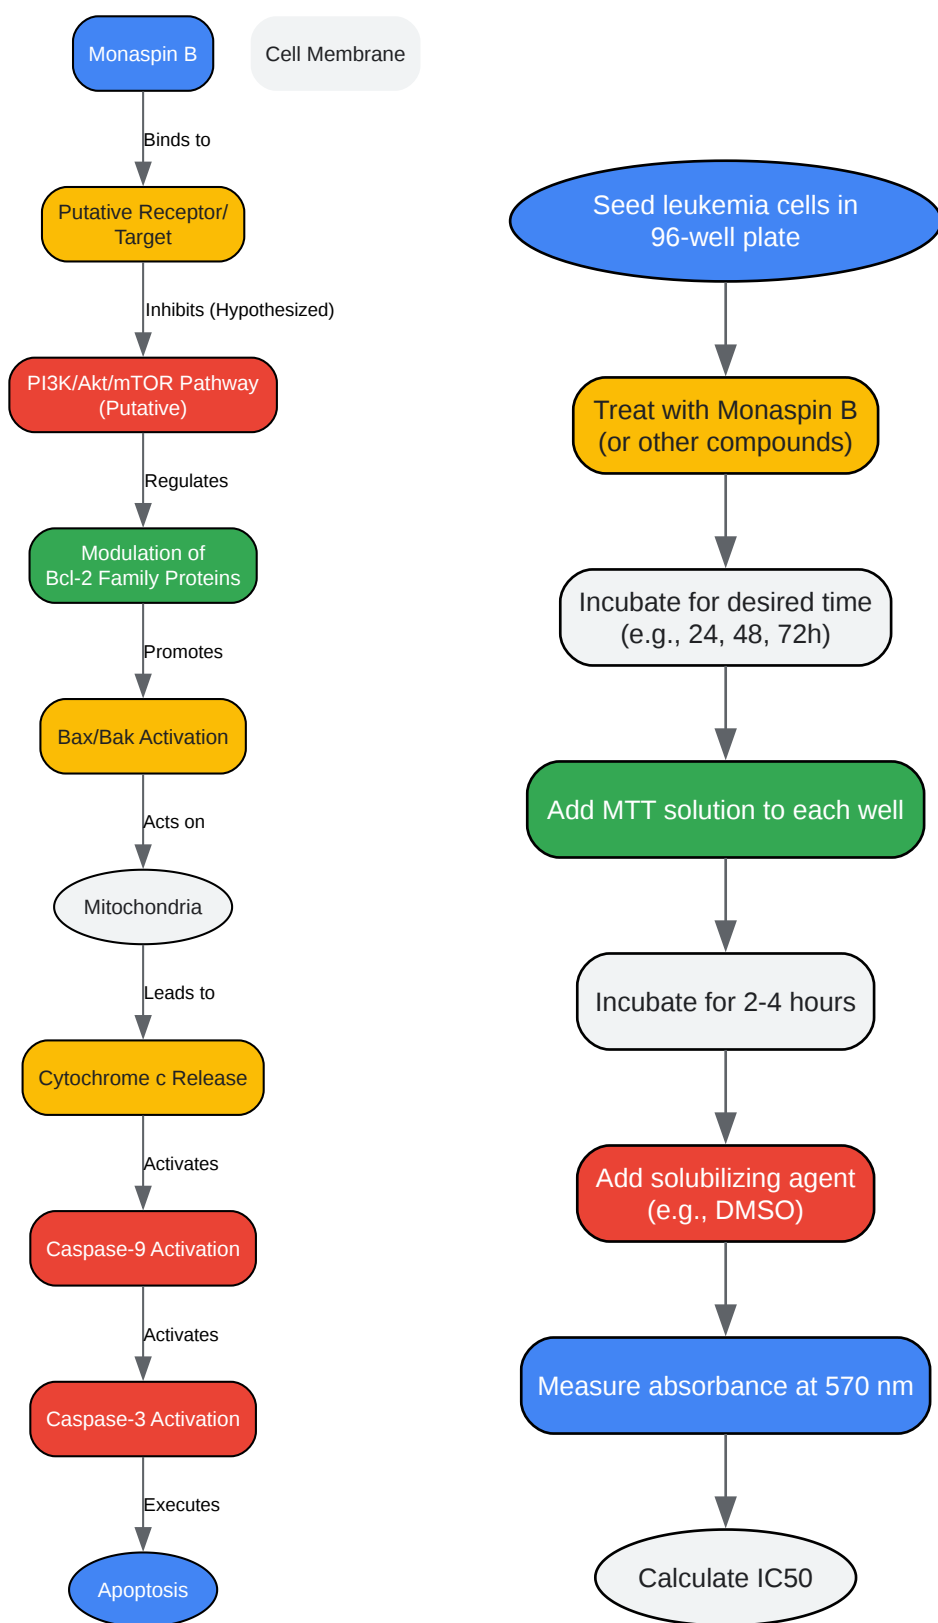 Monaspin B
Cell Membrane
Binds to
Putative Receptor/
Target
Inhibits (Hypothesized)
PI3K/Akt/mTOR Pathway
(Putative)
Regulates
Modulation of
Bcl-2 Family Proteins
Promotes
Bax/Bak Activation
Acts on
Mitochondria
Leads to
Cytochrome c Release
Activates
Caspase-9 Activation
Activates
Caspase-3 Activation
Executes
Apoptosis
Seed leukemia cells in
96-well plate
Treat with Monaspin B
(or other compounds)
Incubate for desired time
(e.g., 24, 48, 72h)
Add MTT solution to each well
Incubate for 2-4 hours
Add solubilizing agent
(e.g., DMSO)
Measure absorbance at 570 nm
Calculate IC50